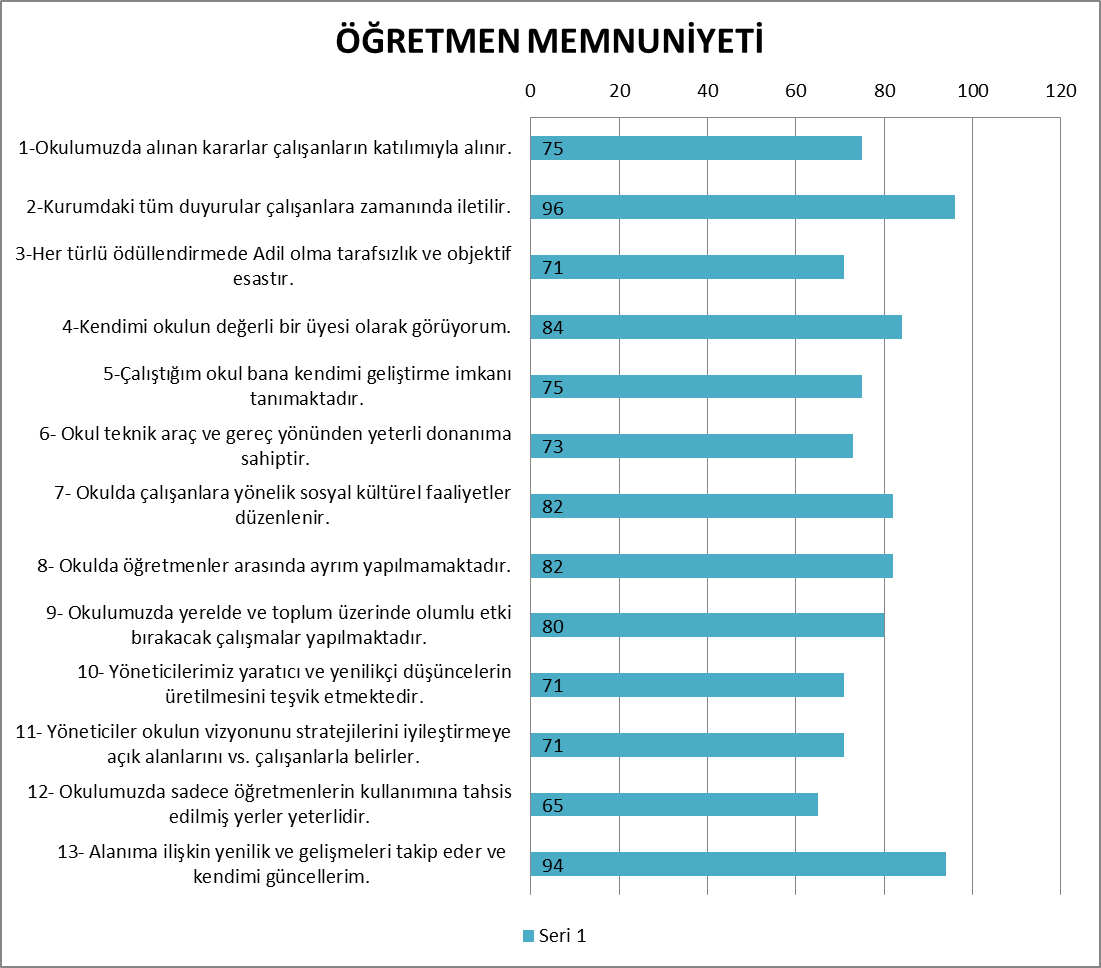 ÖĞRETMEN MEMNUNİYETİ
0 20 40 60 80 100 120
1-Okulumuzda alınan kararlar çalışanların katılımıyla alınır.
75
2-Kurumdaki tüm duyurular çalışanlara zamanında iletilir.
96
3-Her türlü ödüllendirmede Adil olma tarafsızlık ve objektif
esastır.
71
4-Kendimi okulun değerli bir üyesi olarak görüyorum.
84
5-Çalıştığım okul bana kendimi geliştirme imkanı
tanımaktadır.
75
6- Okul teknik araç ve gereç yönünden yeterli donanıma
sahiptir.
73
7- Okulda çalışanlara yönelik sosyal kültürel faaliyetler
düzenlenir.
82
8- Okulda öğretmenler arasında ayrım yapılmamaktadır.
82
9- Okulumuzda yerelde ve toplum üzerinde olumlu etki
bırakacak çalışmalar yapılmaktadır.
80
10- Yöneticilerimiz yaratıcı ve yenilikçi düşüncelerin
üretilmesini teşvik etmektedir.
71
11- Yöneticiler okulun vizyonunu stratejilerini iyileştirmeye
açık alanlarını vs. çalışanlarla belirler.
71
12- Okulumuzda sadece öğretmenlerin kullanımına tahsis
edilmiş yerler yeterlidir.
65
13- Alanıma ilişkin yenilik ve gelişmeleri takip eder ve
kendimi güncellerim.
94
Seri 1